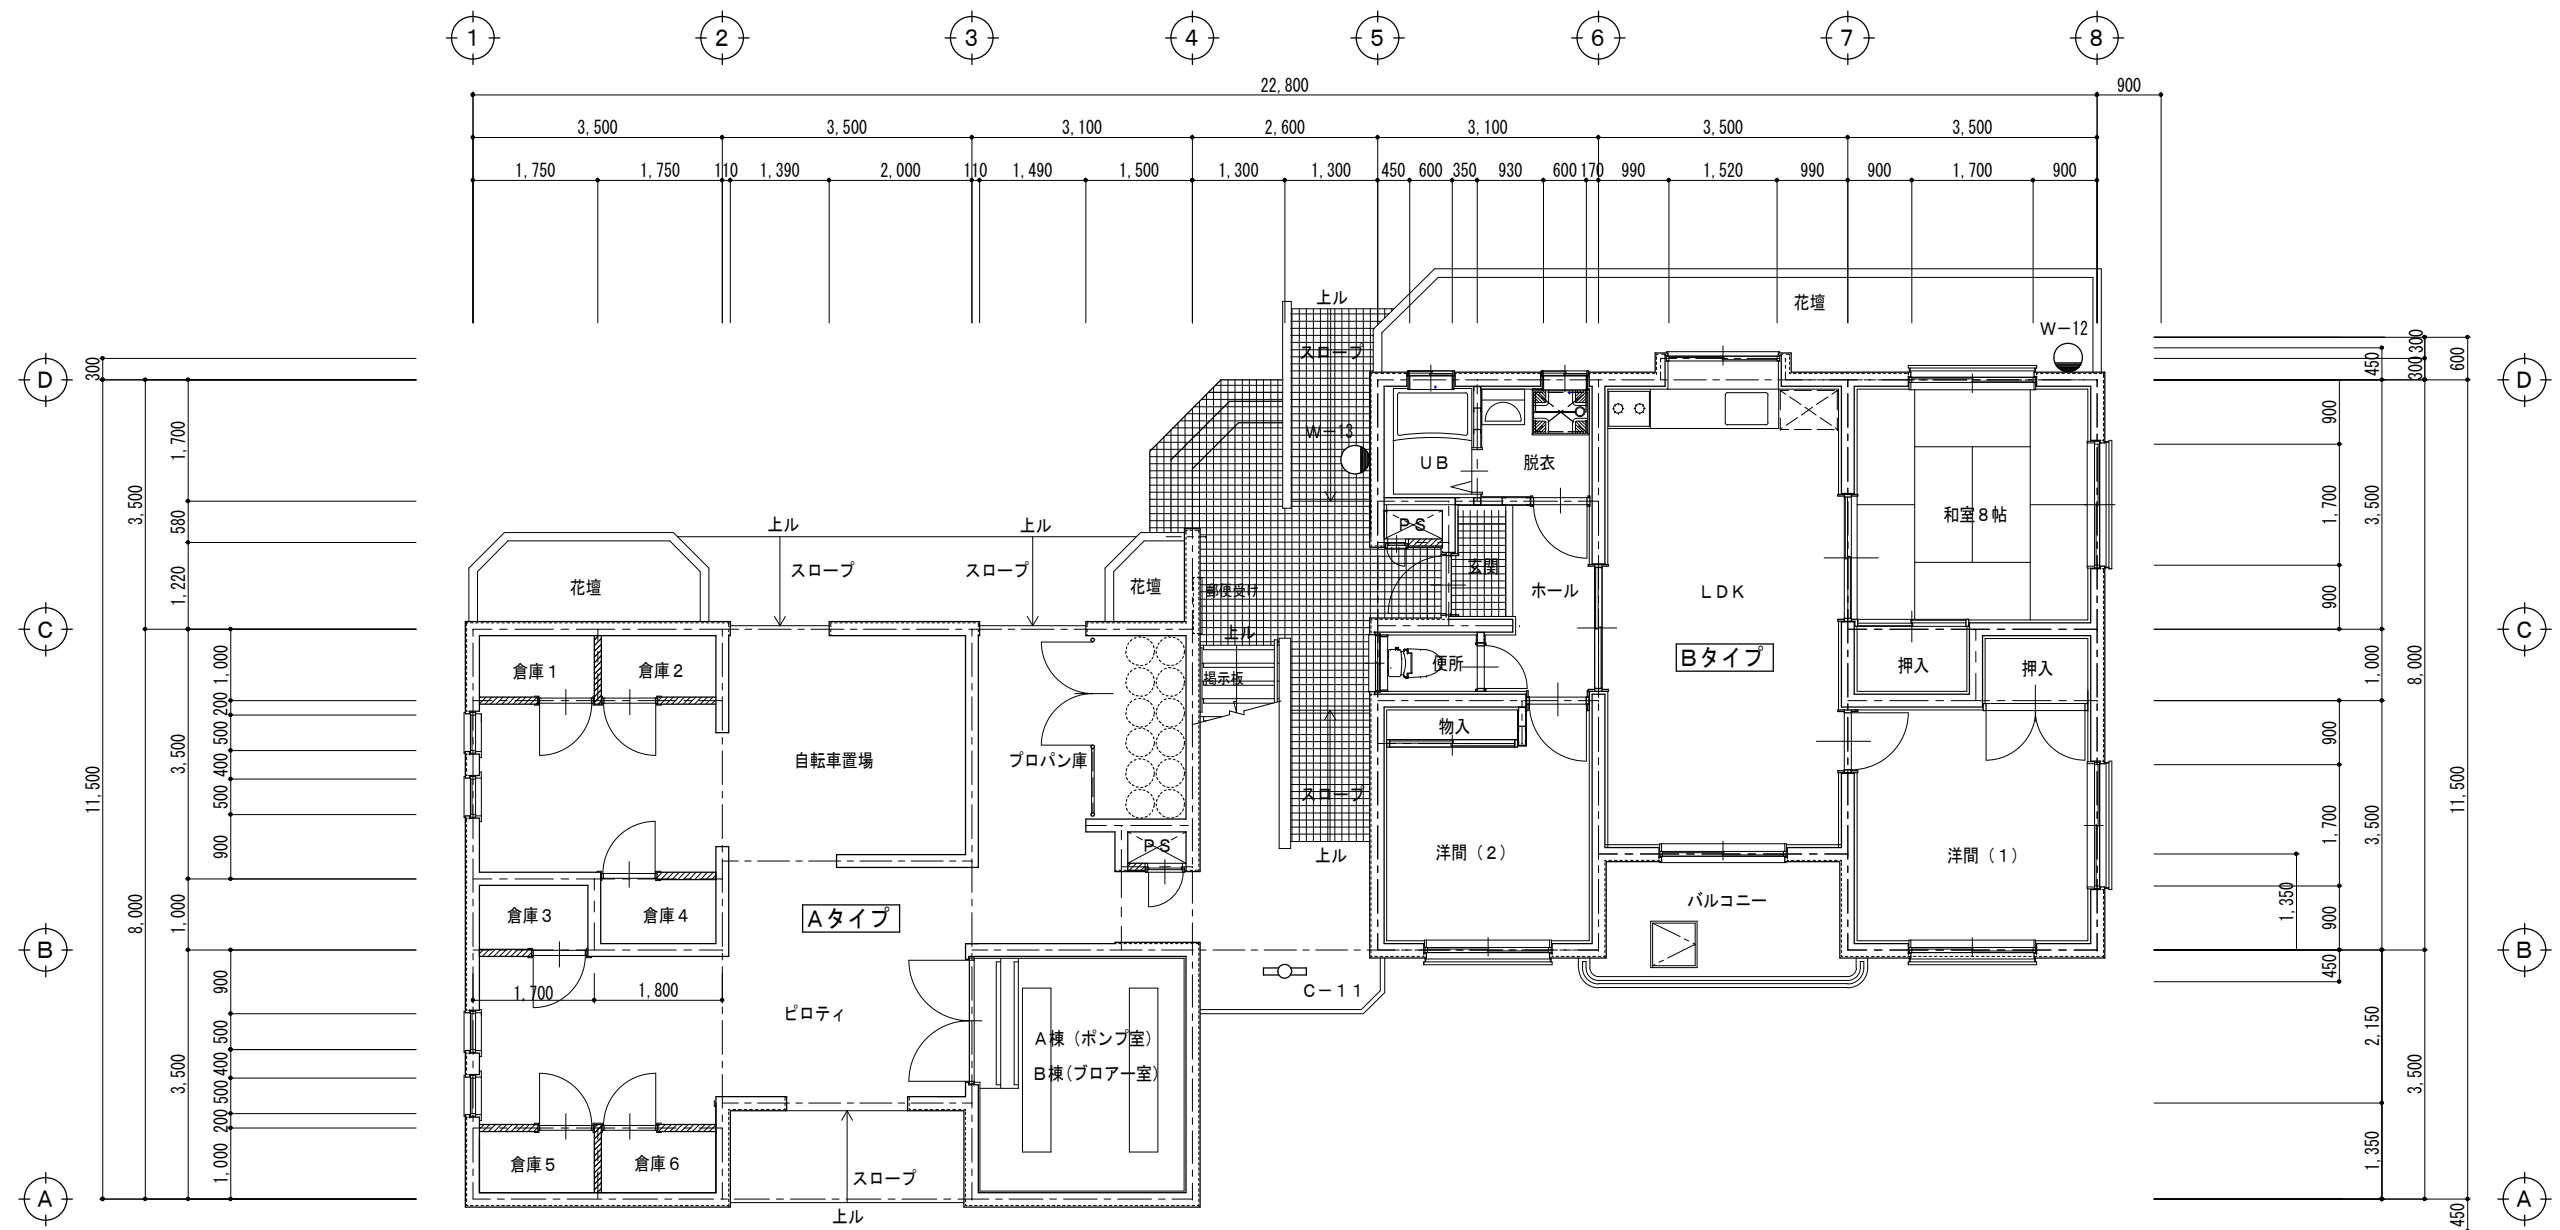 1 2 3 4 5 6 7 8
22,800 900
3,500 3,500 3,100 2,600 3,100 3,500 3,500
1,750 1,750 110 1,390 2,000 110 1,490 1,500 1,300 1,300 450 600 350 930 600 170 990 1,520 990 900 1,700 900
上ル
花壇
W－12
スロープ
D
D
300
450
300 300
600
W－13
1,700
900
UB
脱衣
3,500
580
1,220
和室8帖
1,700
3,500
PS
上ル
上ル
スロープ
スロープ
玄関
花壇
花壇
郵便受け
ホール
LDK
900
C
C
上ル
倉庫1
倉庫2
掲示板
便所
Bタイプ
押入
押入
1,000
8,000
1,000
200
500
400
500
900
3,500
11,500
物入
自転車置場
プロパン庫
スロープ
900
1,700
3,500
11,500
PS
上ル
洋間（2）
洋間（1）
バルコニー
1,350
900
倉庫3
倉庫4
Aタイプ
1,000
8,000
B
B
450
C－11
1,700
1,800
ピロティ
A棟（ポンプ室）
B棟（ブロアー室）
900
500
400
500
200
1,000
3,500
2,150
3,500
1,350
倉庫5
倉庫6
スロープ
上ル
A
A
450